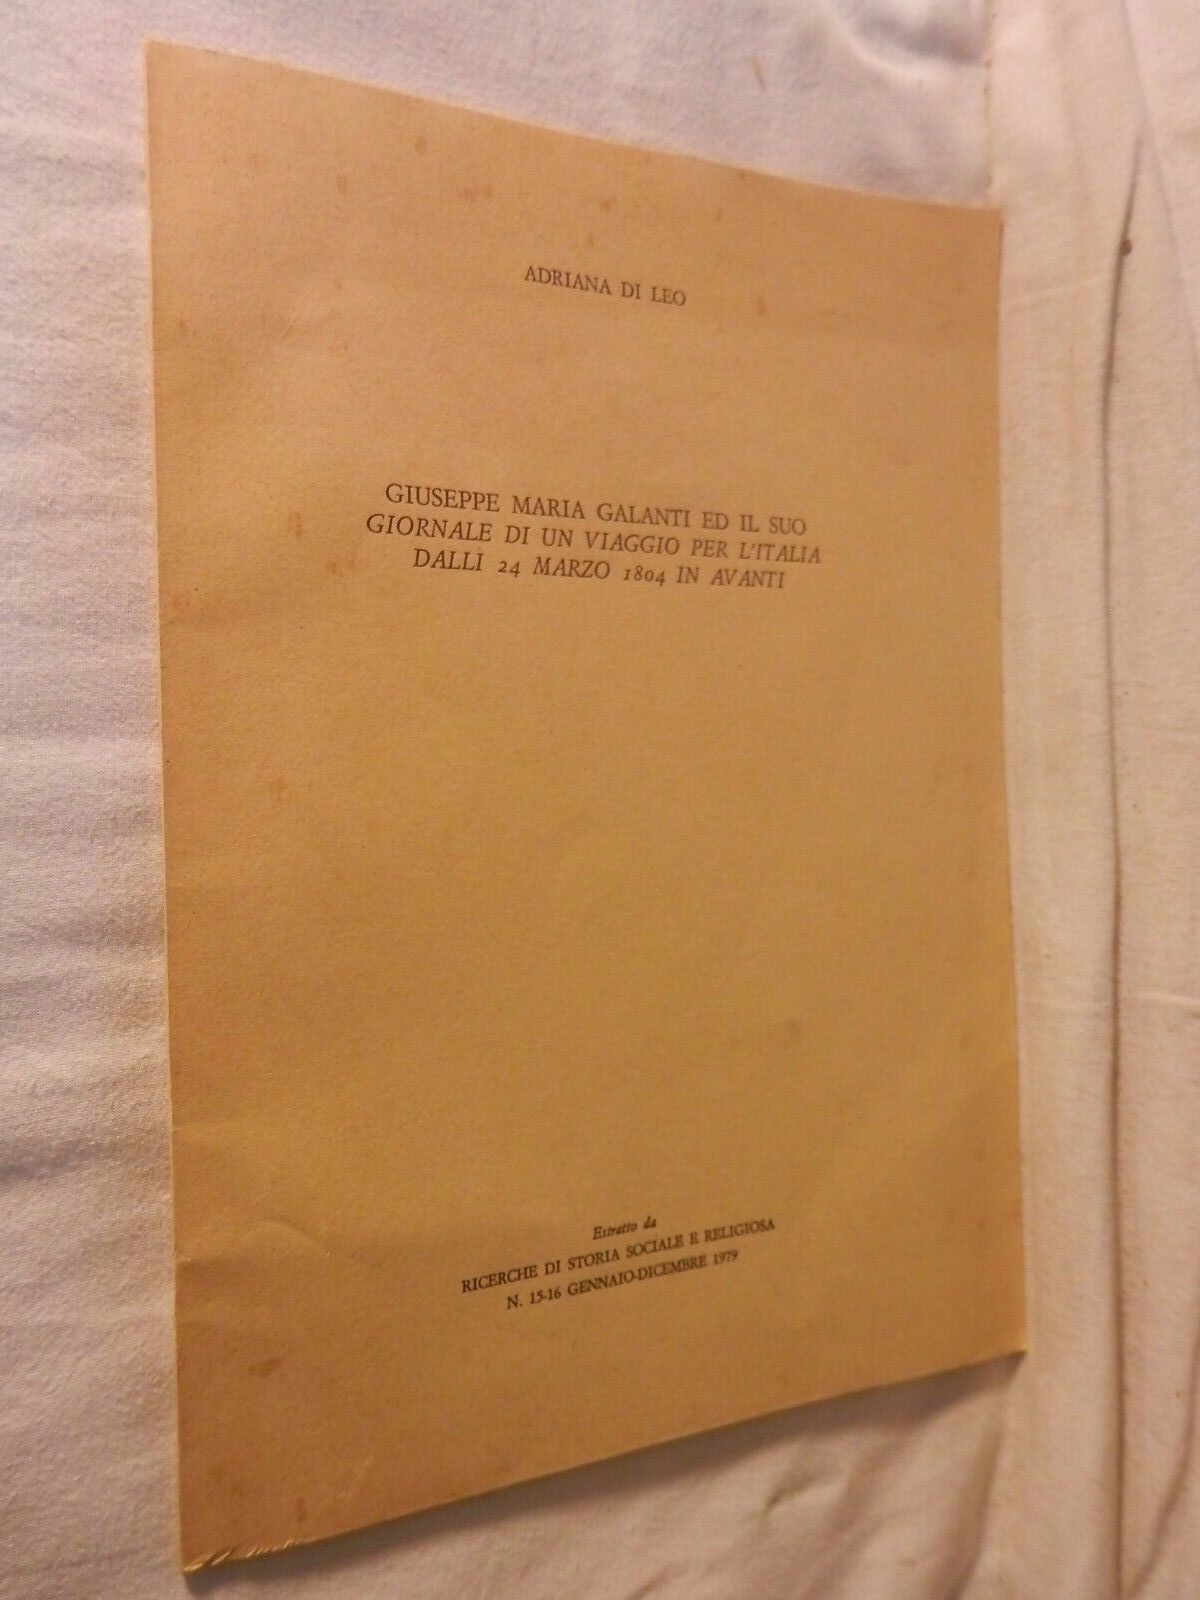 ADRIANA DI LEO
GIUSEPPE MARIA GALANTI ED IL SUO
GIORNALE DI UN VIAGGIO PER L'ITALIA
DALLI 24 MARZO 1804 IN AVANTI
Estratto da
RICERCHE DI STORIA SOCIALE E RELIGIOSA
N. 15-16 GENNAIO-DICEMBRE 1979